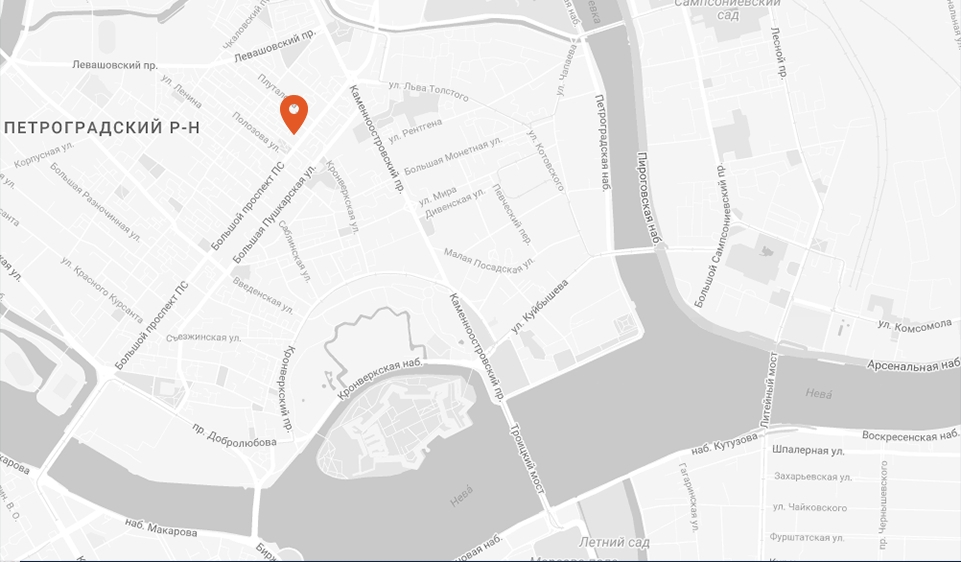 Сампсониевский
сад
Чкаловский пр.
Левашовский пр.
Левашовский пр.
ул. Ленина
Плутал
Полозова ул.
ПЕТРОГРАДСКИЙ Р-Н
Корпусная ул.
Большая Разночинная ул.
Большой проспект ПС
Большая Пушкарская ул.
Каменноостровский пр.
ул. Льва Толстого
ул. Рентгена
Большая Монетная ул.
ул. Мира
Дивенская ул.
Певческий пер.
ул. Котовского
ул. Чапаева
Петроградская наб.
Пироговская наб.
Лесной пр.
Большой Сампсониевский пр.
Кронверкская ул.
Саблинская ул.
Малая Посадская ул.
ул. Красного Курсанта
Введенская ул.
Большой проспект ПС
Съезжинская ул.
Кронверкский пр.
Кронверкская наб.
Каменноостровский пр.
ул. Куйбышева
ул. Комсомола
Арсенальная наб.
Литейный мост
Нева́
пр. Добролюбова
Троицкий мост
наб. Кутузова
Воскресенская наб.
Шпалерная ул.
Захарьевская ул.
ул. Чайковского
Фурштатская ул.
пр. Чернышевского
Гагаринская ул.
Нева́
наб. Макарова
Летний сад